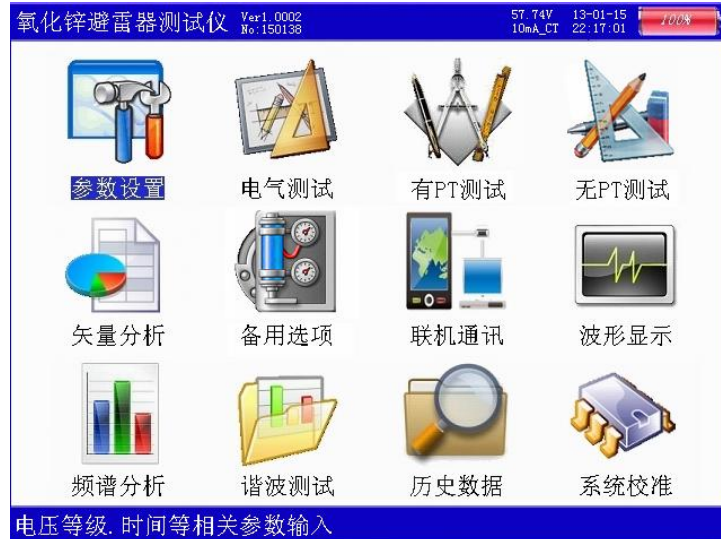 氧化锌避雷器测试仪 Ver1.0002 57.74V 13-01-15 100%
No:150138 10mA_CT 22:17:01
参数设置 电气测试 有PT测试 无PT测试
矢量分析 备用选项 联机通讯 波形显示
频谱分析 谐波测试 历史数据 系统校准
电压等级.时间等相关参数输入